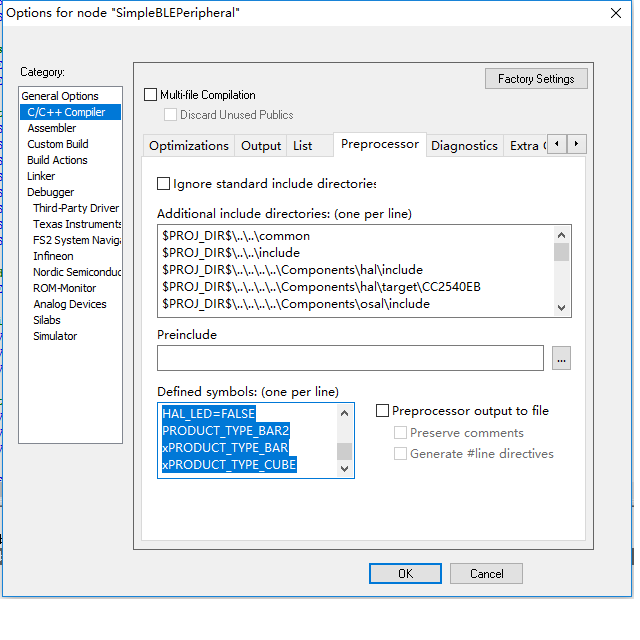 Options for node "SimpleBLEPeripheral"
Category:
General Options
C/C++ Compiler
Assembler
Custom Build
Build Actions
Linker
Debugger
Third-Party Driver
Texas Instruments
FS2 System Naviga
Infineon
Nordic Semiconduc
ROM-Monitor
Analog Devices
Silabs
Simulator
Factory Settings
Multi-file Compilation
Discard Unused Publics
Optimizations Output List Preprocessor Diagnostics Extra
Ignore standard include directories
Additional include directories: (one per line)
$PROJ_DIR$\..\..\common
$PROJ_DIR$\..\..\include
$PROJ_DIR$\..\..\..\..\Components\hal\include
$PROJ_DIR$\..\..\..\..\Components\hal\target\CC2540EB
$PROJ_DIR$\..\..\..\..\Components\osal\include
Preinclude
...
Defined symbols: (one per line)
HAL_LED=FALSE
PRODUCT_TYPE_BAR2
xPRODUCT_TYPE_BAR
xPRODUCT_TYPE_CUBE
Preprocessor output to file
Preserve comments
Generate #line directives
OK
Cancel